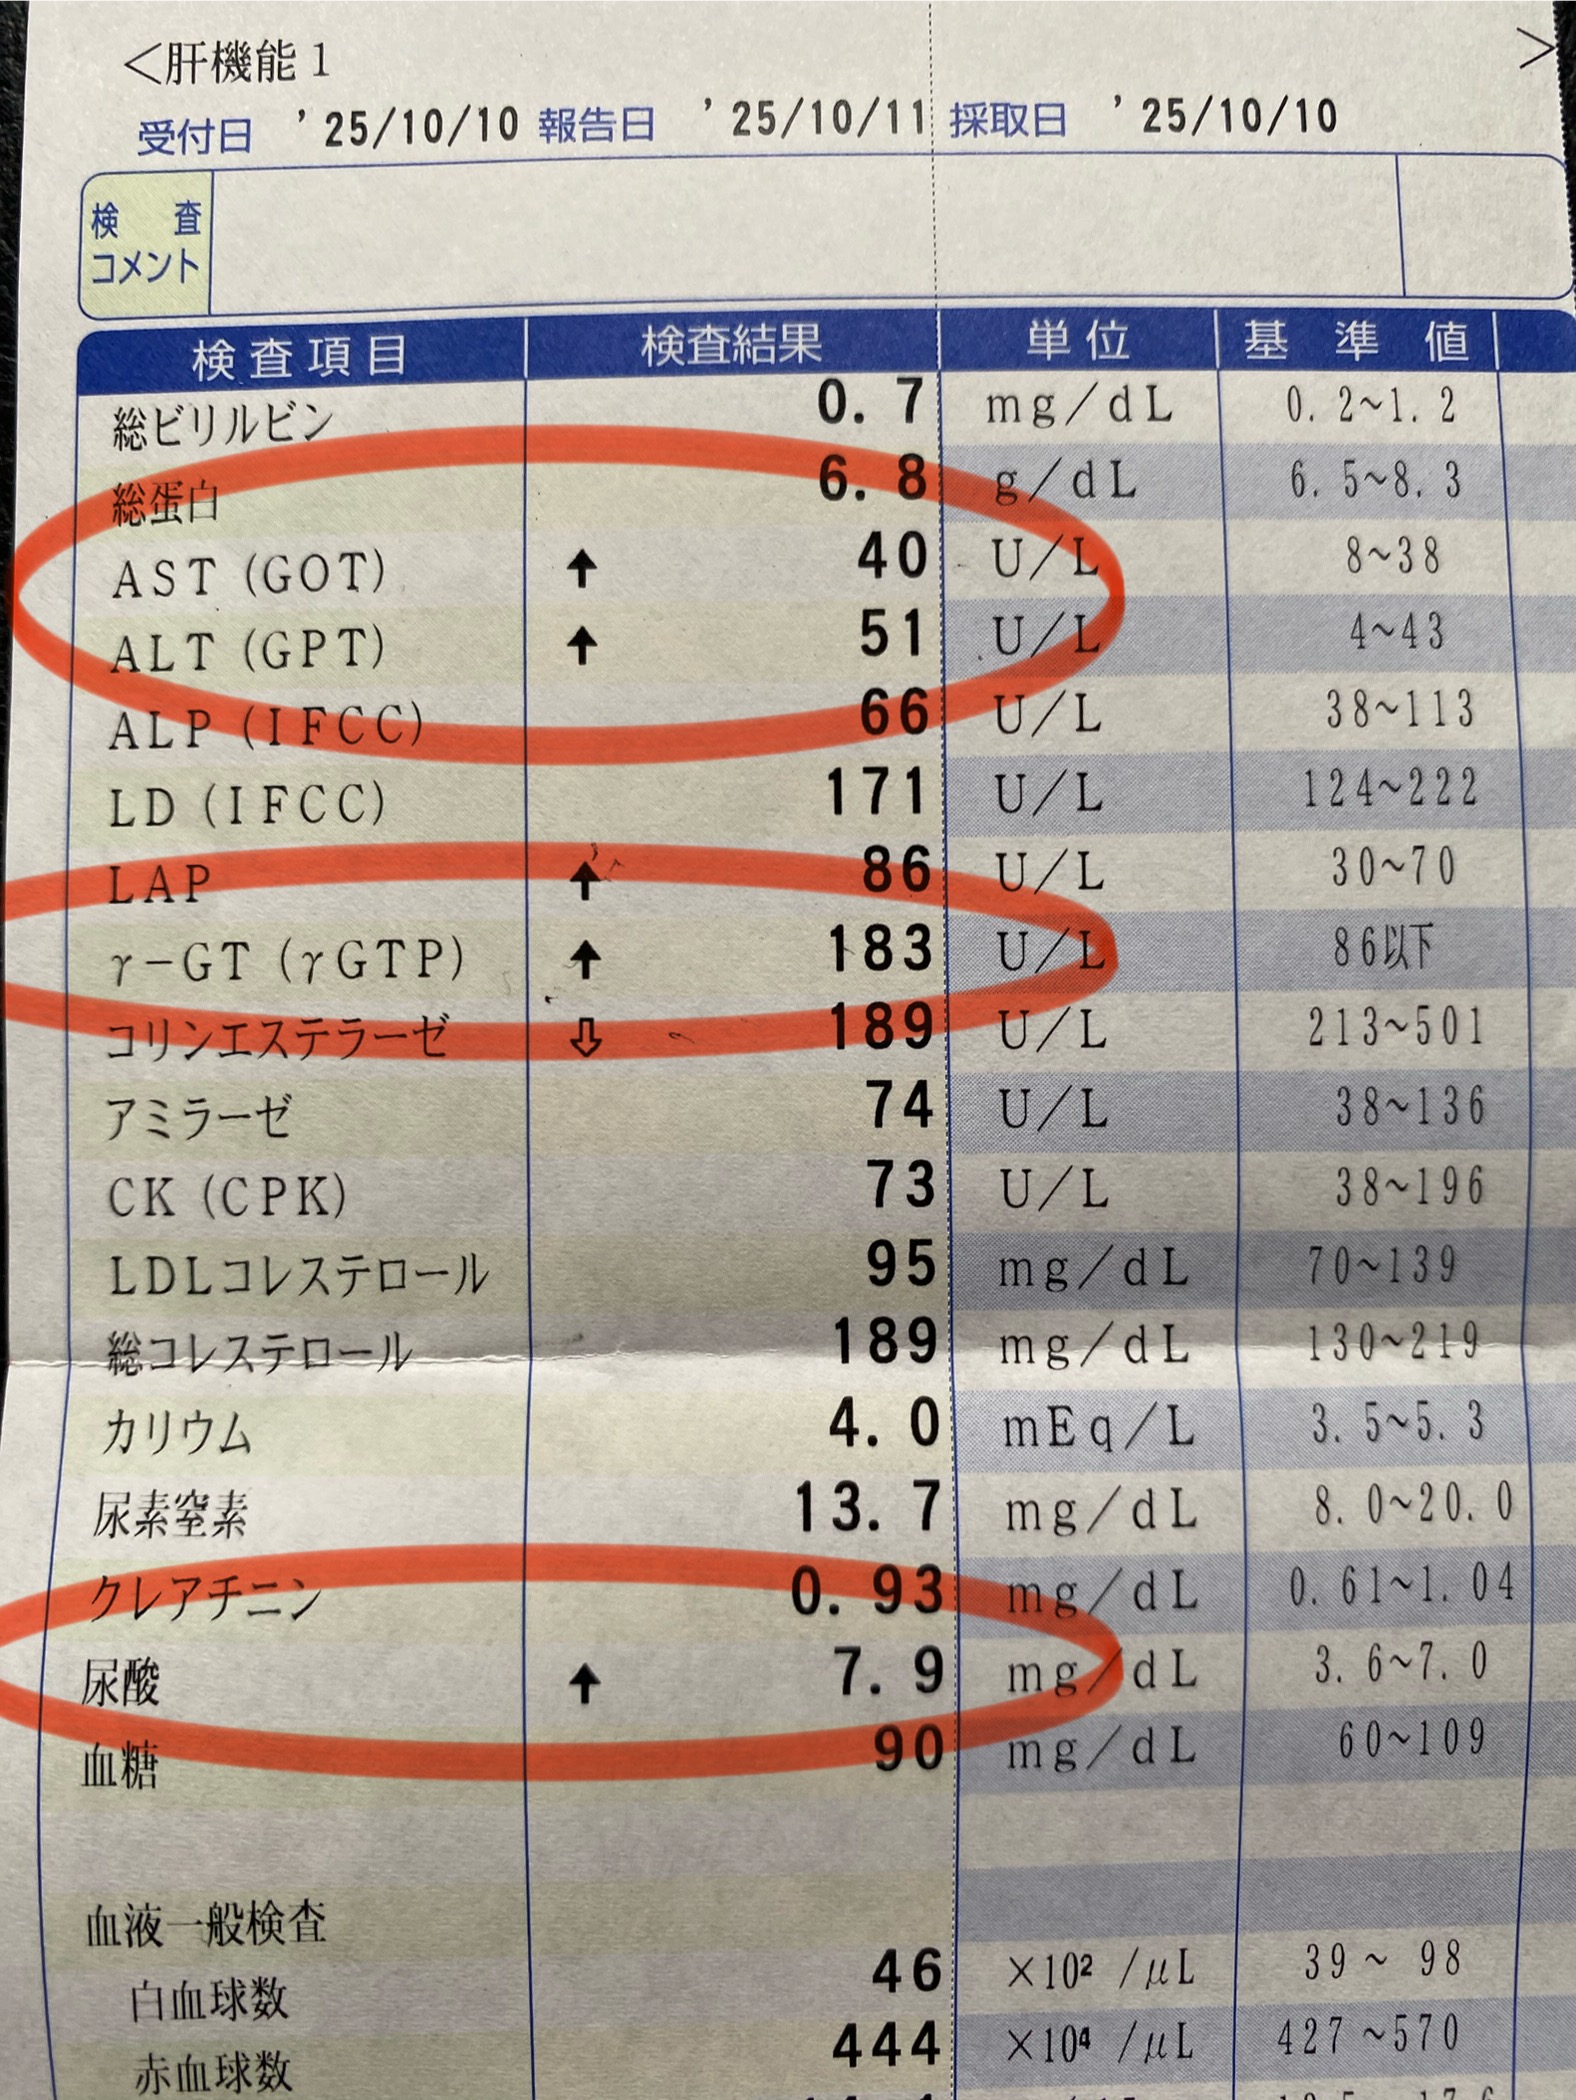 <肝機能1 >
受付日 '25/10/10 報告日 '25/10/11 採取日 '25/10/10
検査コメント
検査項目 検査結果 単位 基準値
総ビリルビン 0.7 mg/dL 0.2~1.2
総蛋白 6.8 g/dL 6.5~8.3
AST(GOT) ↑ 40 U/L 8~38
ALT(GPT) ↑ 51 U/L 4~43
ALP(IFCC) 66 U/L 38~113
LD(IFCC) 171 U/L 124~222
LAP ↑ 86 U/L 30~70
γ-GT(γGTP) ↑ 183 U/L 86以下
コリンエステラーゼ ⇩ 189 U/L 213~501
アミラーゼ 74 U/L 38~136
CK(CPK) 73 U/L 38~196
LDLコレステロール 95 mg/dL 70~139
総コレステロール 189 mg/dL 130~219
カリウム 4.0 mEq/L 3.5~5.3
尿素窒素 13.7 mg/dL 8.0~20.0
クレアチニン 0.93 mg/dL 0.61~1.04
尿酸 ↑ 7.9 mg/dL 3.6~7.0
血糖 90 mg/dL 60~109
血液一般検査
白血球数 46 ×10² /μL 39~ 98
赤血球数 444 ×10⁴ /μL 427~570